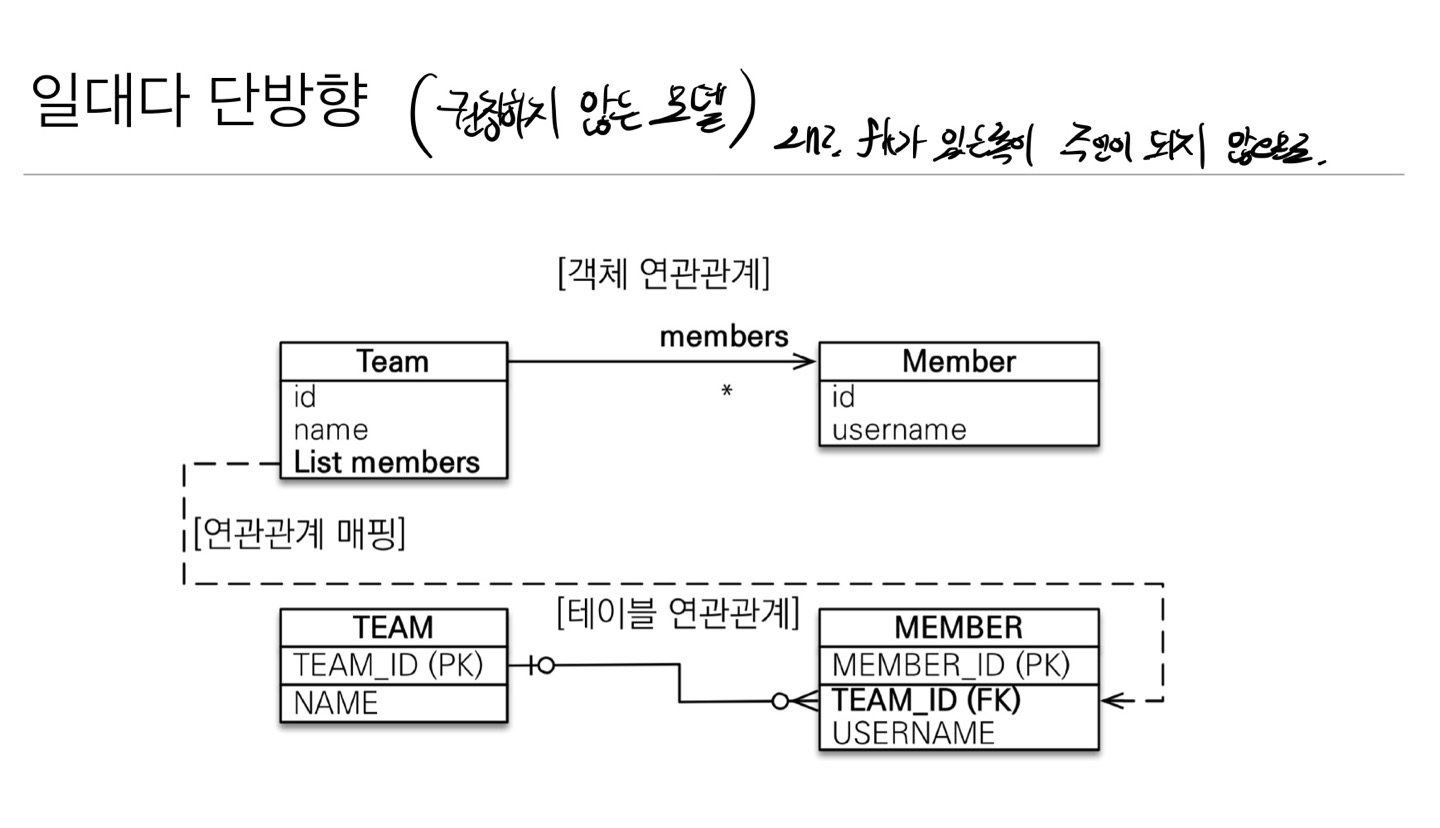 일대다 단방향 (권장하지 않는 모델)
fk가 있는쪽이 주인이 되지 않으므로.
[객체 연관관계]
members
*
Team
id
name
List members
Member
id
username
[연관관계 매핑]
[테이블 연관관계]
TEAM
TEAM_ID (PK)
NAME
MEMBER
MEMBER_ID (PK)
TEAM_ID (FK)
USERNAME